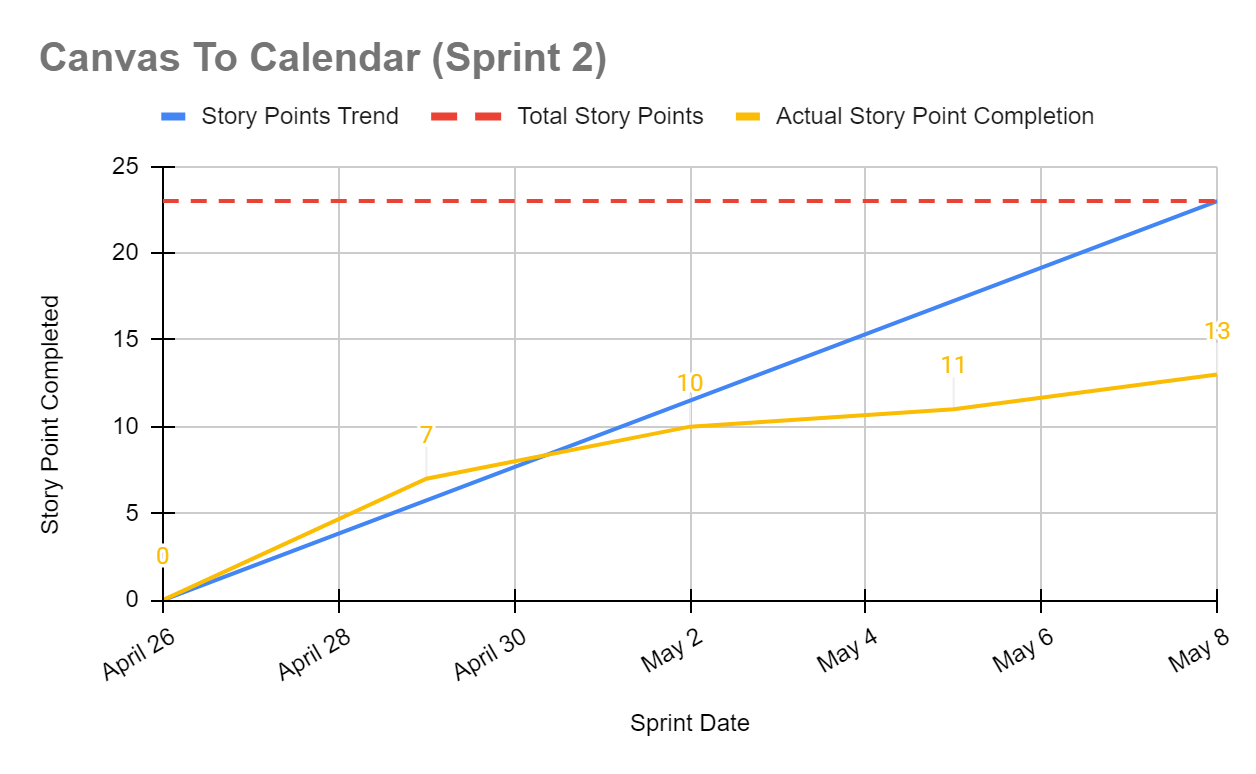 Canvas To Calendar (Sprint 2)
Story Points Trend Total Story Points Actual Story Point Completion
25
20
15
10
5
0
Story Point Completed
0
7
10
11
13
April 26 April 28 April 30 May 2 May 4 May 6 May 8
Sprint Date